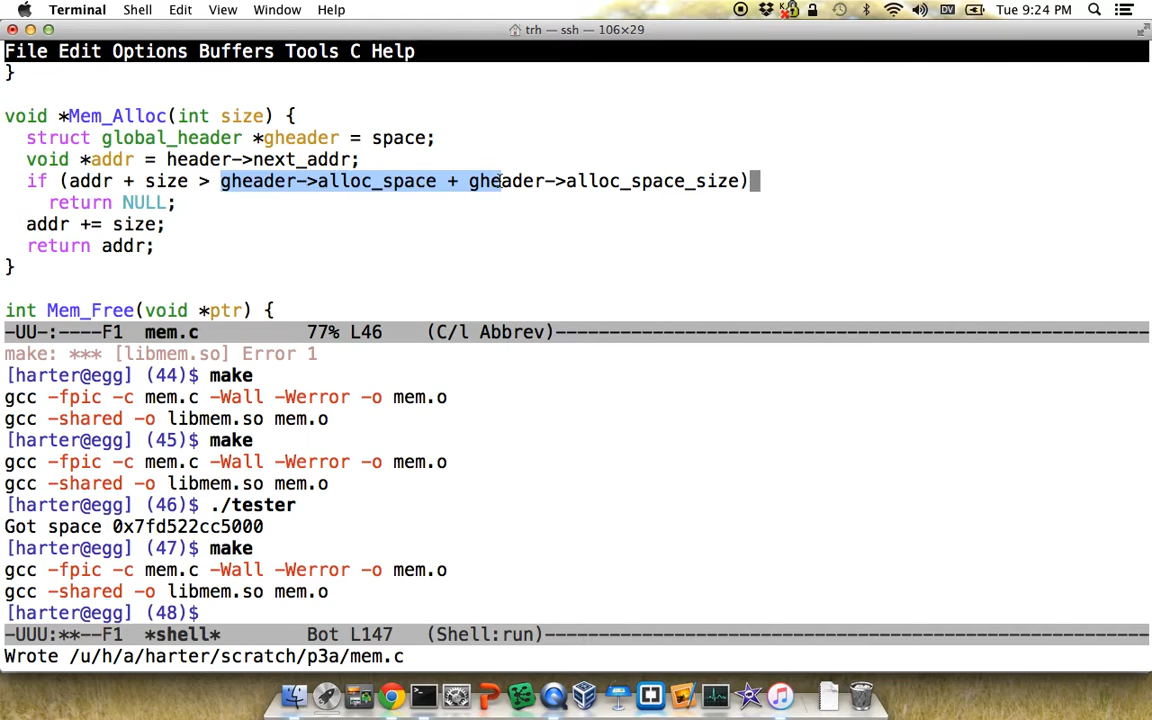 Terminal Shell Edit View Window Help Tue 9:24 PM
trh — ssh — 106×29
File Edit Options Buffers Tools C Help
}
void *Mem_Alloc(int size) {
  struct global_header *gheader = space;
  void *addr = header->next_addr;
  if (addr + size > gheader->alloc_space + gheader->alloc_space_size)
    return NULL;
  addr += size;
  return addr;
}
int Mem_Free(void *ptr) {
-UU-:----F1 mem.c 77% L46 (C/l Abbrev)-------------------------------------------------------
make: *** [libmem.so] Error 1
[harter@egg] (44)$ make
gcc -fpic -c mem.c -Wall -Werror -o mem.o
gcc -shared -o libmem.so mem.o
[harter@egg] (45)$ make
gcc -fpic -c mem.c -Wall -Werror -o mem.o
gcc -shared -o libmem.so mem.o
[harter@egg] (46)$ ./tester
Got space 0x7fd522cc5000
[harter@egg] (47)$ make
gcc -fpic -c mem.c -Wall -Werror -o mem.o
gcc -shared -o libmem.so mem.o
[harter@egg] (48)$
-UUU:**--F1 *shell* Bot L147 (Shell:run)--------------------------------------------------------
Wrote /u/h/a/harter/scratch/p3a/mem.c